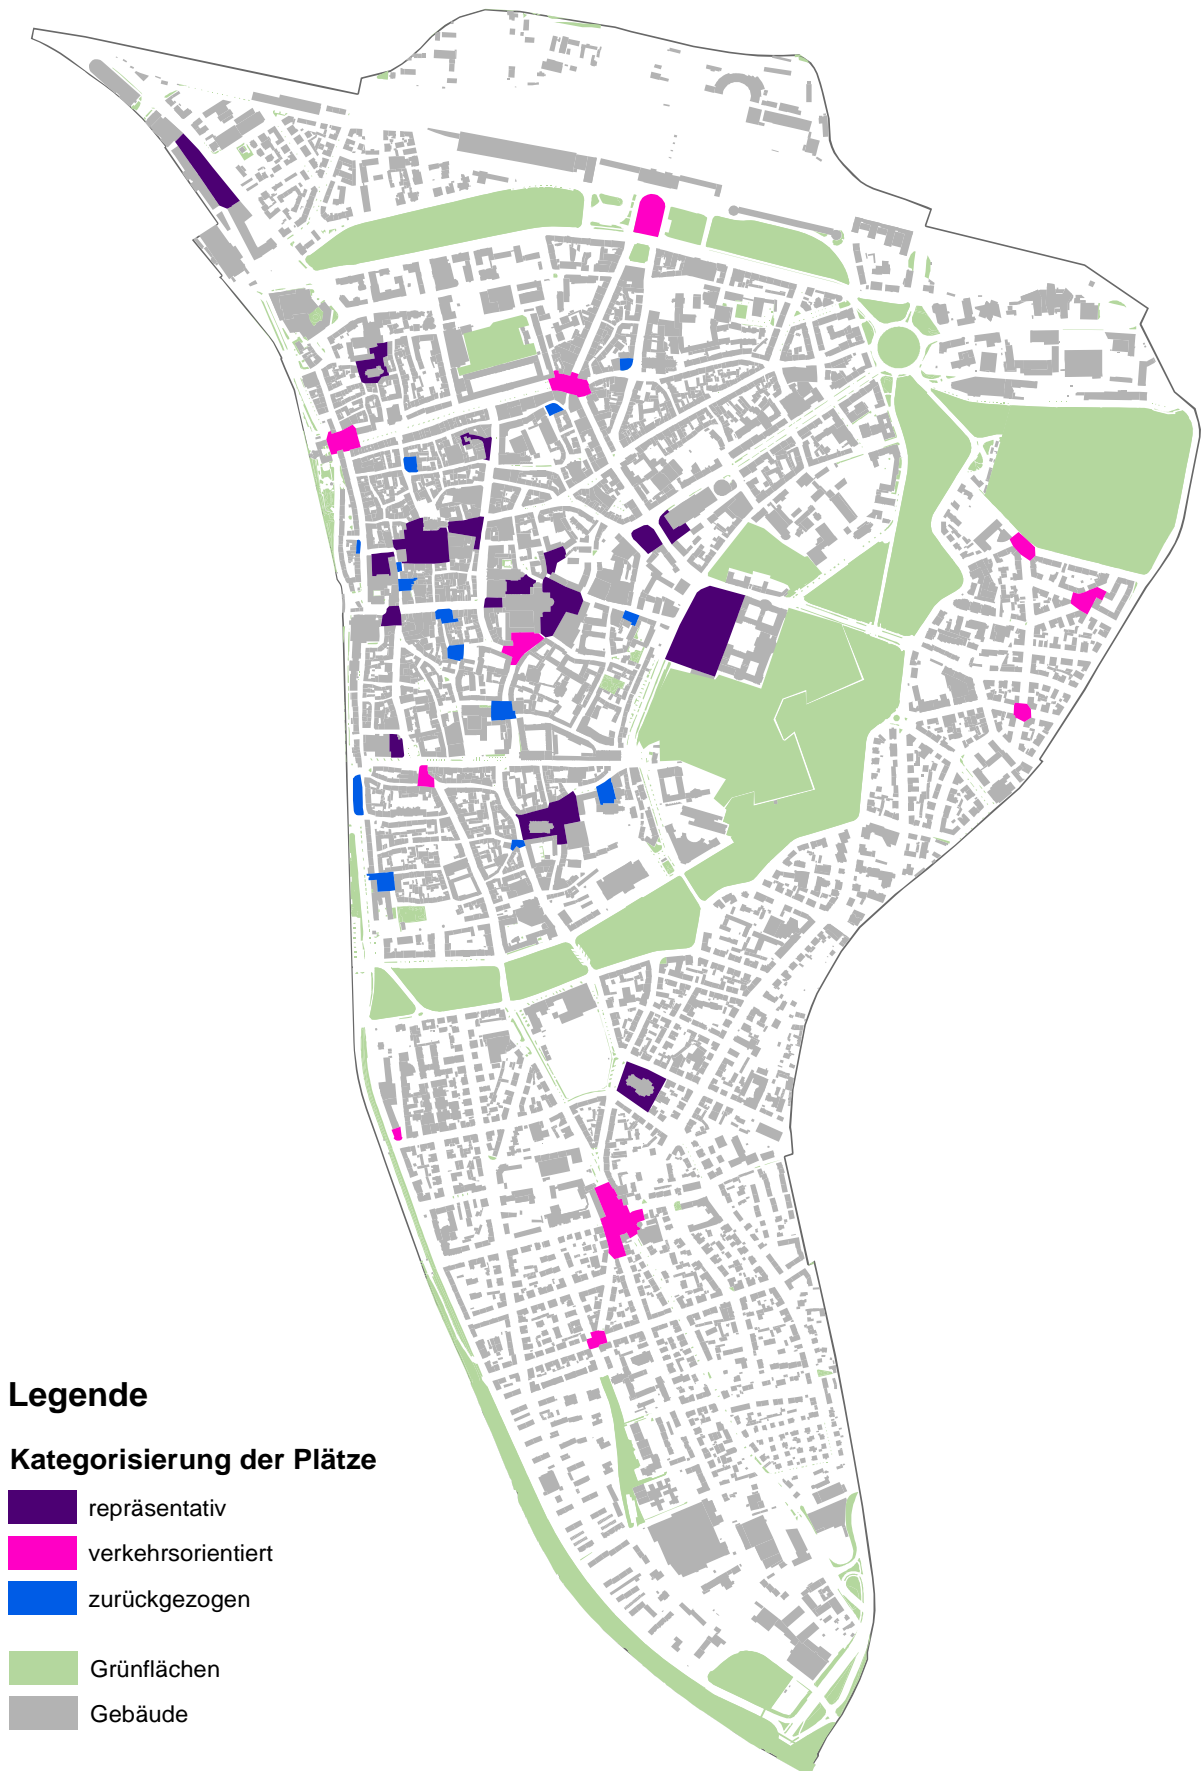 Legende
Kategorisierung der Plätze
repräsentativ
verkehrsorientiert
zurückgezogen
Grünflächen
Gebäude